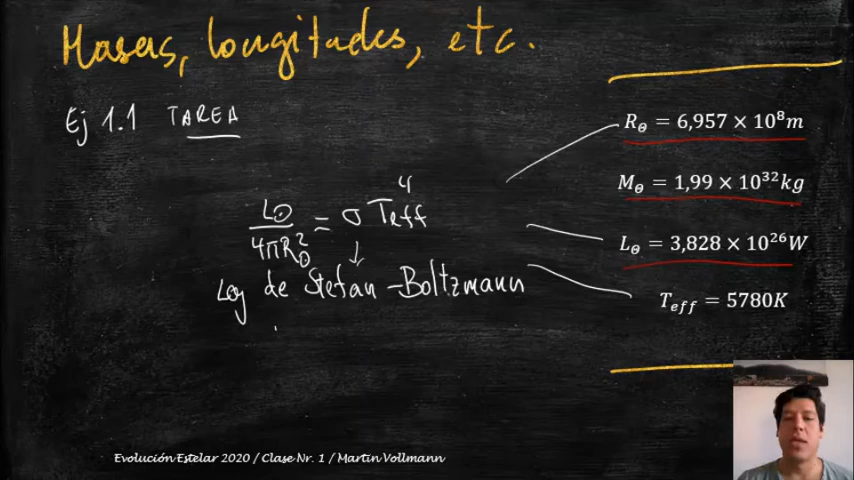 Masas, longitudes, etc.
Ej 1.1 TAREA
L⊙/4πR⊙² = σ Teff⁴
Ley de Stefan-Boltzmann
R⊙ = 6,957 × 10⁸m
M⊙ = 1,99 × 10³²kg
L⊙ = 3,828 × 10²⁶W
Teff = 5780K
Evolución Estelar 2020 / Clase Nr. 1 / Martin Vollmann